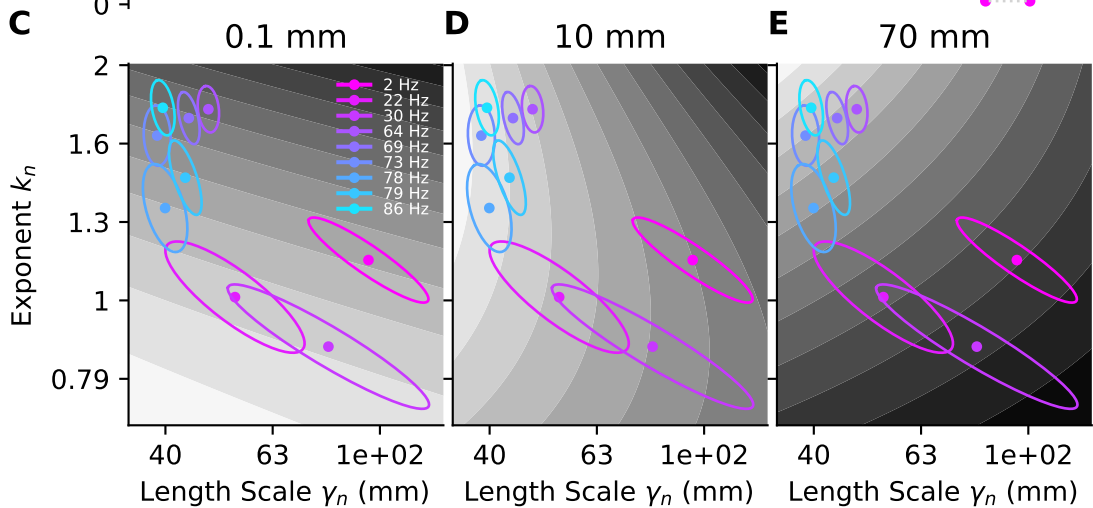 0
C
0.1 mm
D
10 mm
E
70 mm
2
1.6
1.3
1
0.79
Exponent kₙ
2 Hz
22 Hz
30 Hz
64 Hz
69 Hz
73 Hz
78 Hz
79 Hz
86 Hz
40 63 1e+02
40 63 1e+02
40 63 1e+02
Length Scale γₙ (mm)
Length Scale γₙ (mm)
Length Scale γₙ (mm)